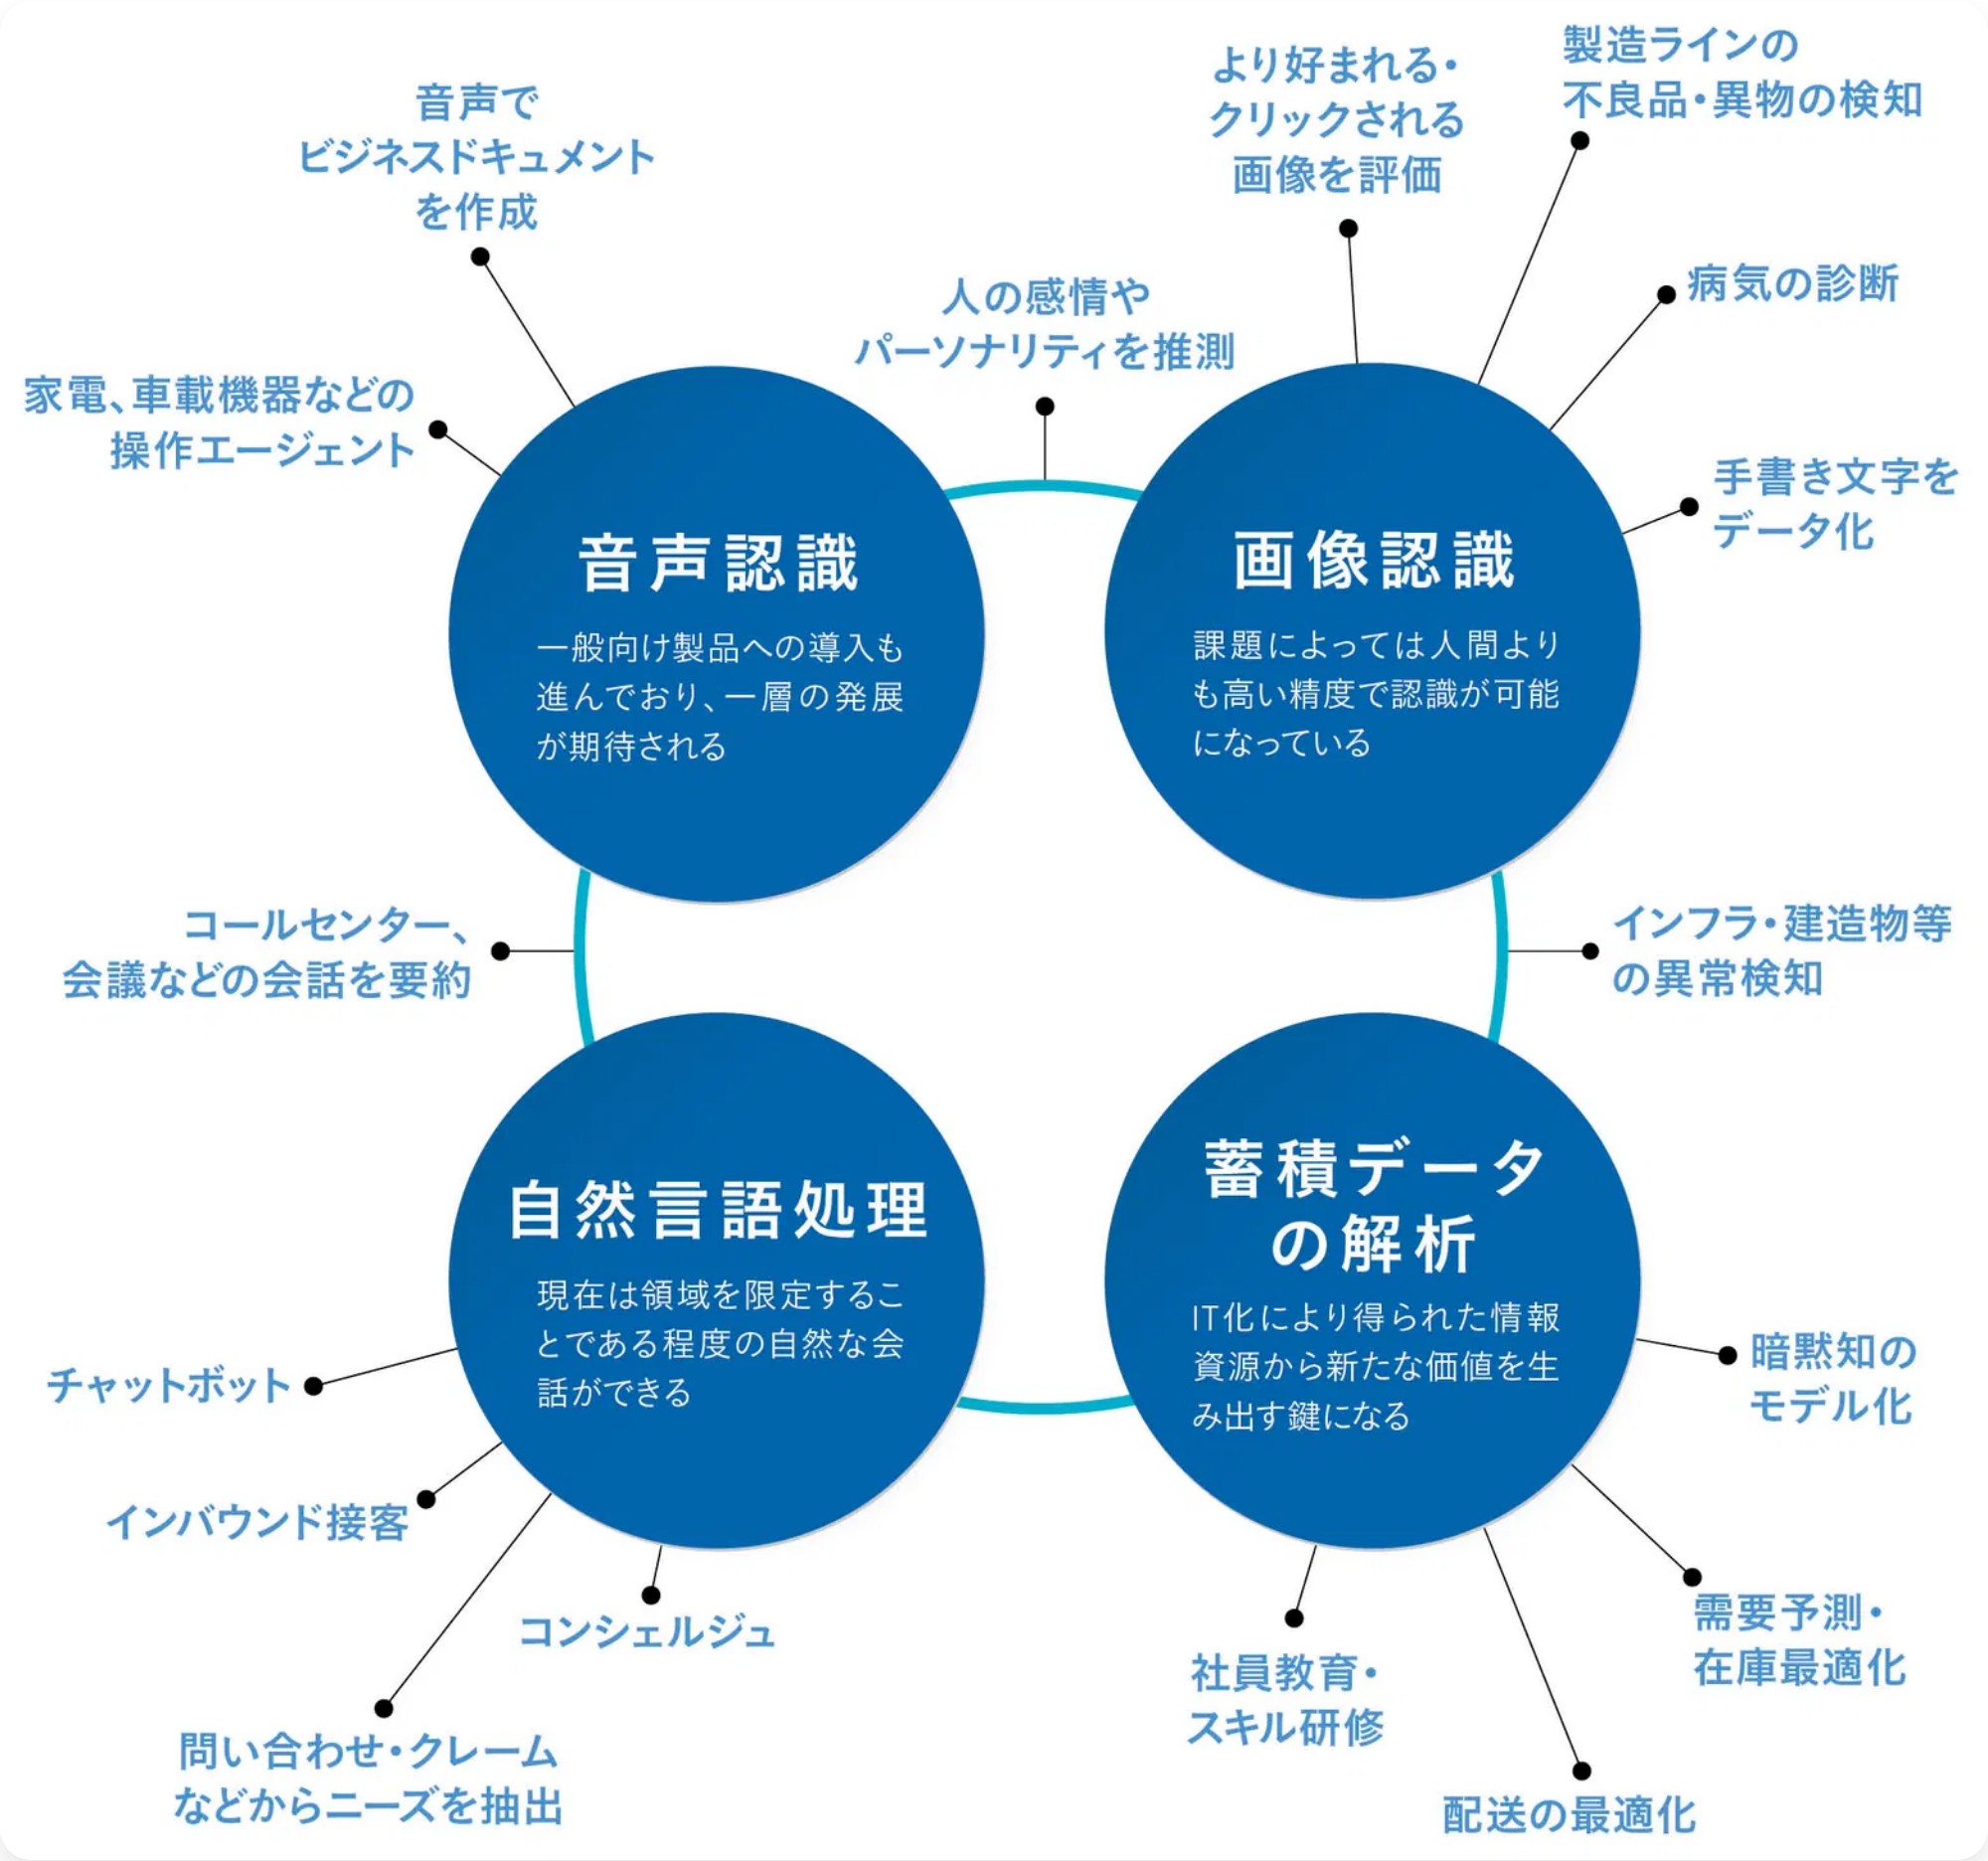 音声で
ビジネスドキュメント
を作成
より好まれる・
クリックされる
画像を評価
製造ラインの
不良品・異物の検知
人の感情や
パーソナリティを推測
病気の診断
家電、車載機器などの
操作エージェント
手書き文字を
データ化
音声認識
一般向け製品への導入も
進んでおり、一層の発展
が期待される
画像認識
課題によっては人間より
も高い精度で認識が可能
になっている
コールセンター、
会議などの会話を要約
インフラ・建造物等
の異常検知
自然言語処理
現在は領域を限定するこ
とである程度の自然な会
話ができる
蓄積データ
の解析
IT化により得られた情報
資源から新たな価値を生
み出す鍵になる
チャットボット
インバウンド接客
コンシェルジュ
問い合わせ・クレーム
などからニーズを抽出
暗黙知の
モデル化
需要予測・
在庫最適化
社員教育・
スキル研修
配送の最適化